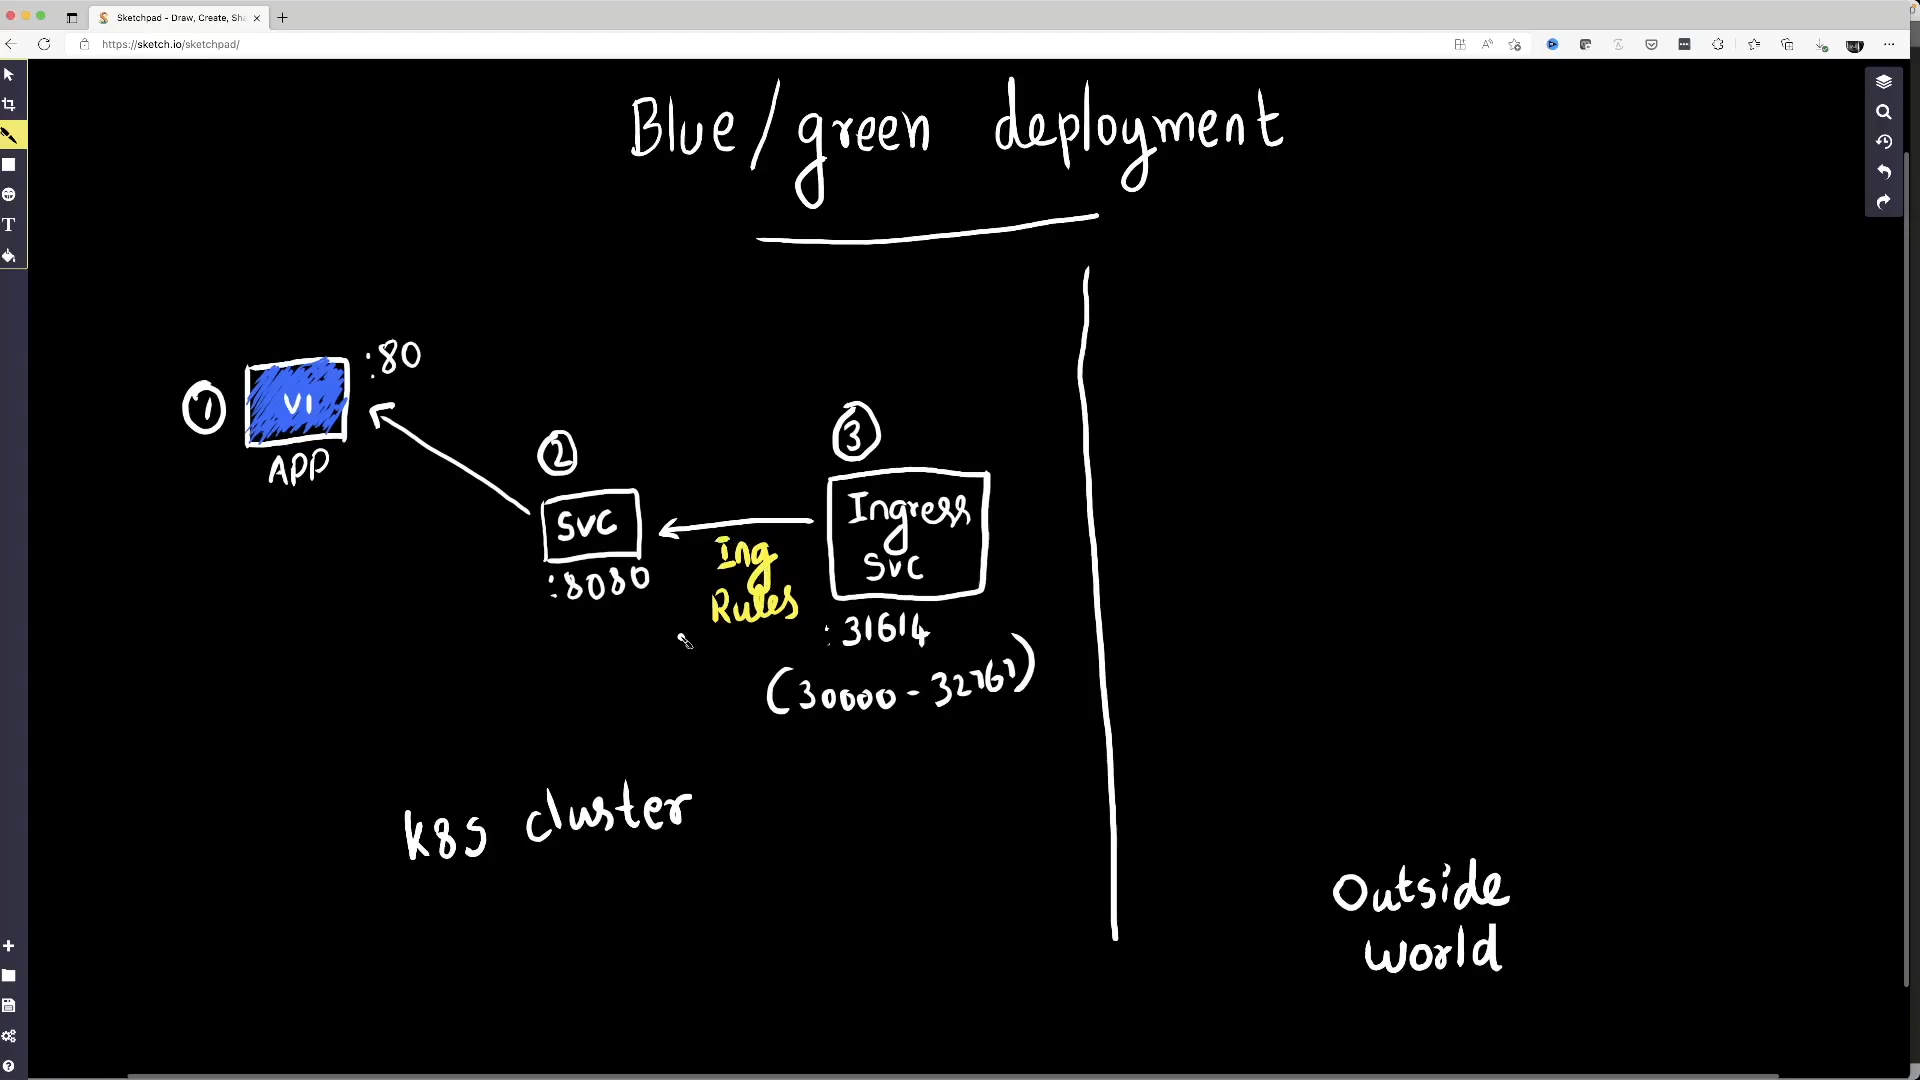 Sketchpad - Draw, Create, Sha
https://sketch.io/sketchpad/
Blue/green deployment
:80
1
V1
APP
2
3
SVC
:8080
Ing
Rules
Ingress
SVC
:31614
(30000 - 32767)
K8S cluster
Outside
world
T